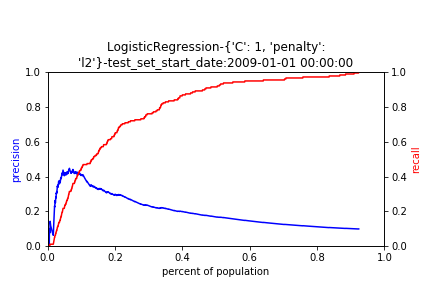 LogisticRegression-{'C': 1, 'penalty':
'l2'}-test_set_start_date:2009-01-01 00:00:00
1.0
0.8
0.6
0.4
0.2
0.0
precision
1.0
0.8
0.6
0.4
0.2
0.0
recall
0.0 0.2 0.4 0.6 0.8 1.0
percent of population